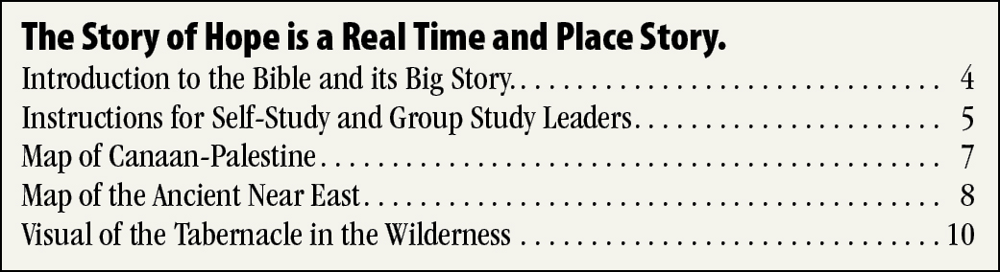 The Story of Hope is a Real Time and Place Story.
Introduction to the Bible and its Big Story. . . . . . . . . . . . . . . . . . . . . . . . . . . . . . . 4
Instructions for Self-Study and Group Study Leaders. . . . . . . . . . . . . . . . . . . . . . 5
Map of Canaan-Palestine . . . . . . . . . . . . . . . . . . . . . . . . . . . . . . . . . . . . . . . . . . . . 7
Map of the Ancient Near East. . . . . . . . . . . . . . . . . . . . . . . . . . . . . . . . . . . . . . . . . 8
Visual of the Tabernacle in the Wilderness . . . . . . . . . . . . . . . . . . . . . . . . . . . . . . 10